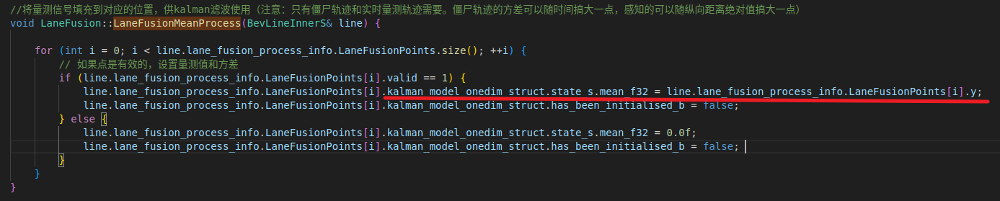 //将量测信号填充到对应的位置，供kalman滤波使用（注意：只有僵尸轨迹和实时量测轨迹需要。僵尸轨迹的方差可以随时间搞大一点，感知的可以随纵向距离绝对值搞大一点）
void LaneFusion::LaneFusionMeanProcess(BevLineInnerS& line) {
for (int i = 0; i < line.lane_fusion_process_info.LaneFusionPoints.size(); ++i) {
// 如果点是有效的，设置量测值和方差
if (line.lane_fusion_process_info.LaneFusionPoints[i].valid == 1) {
line.lane_fusion_process_info.LaneFusionPoints[i].kalman_model_onedim_struct.state_s.mean_f32 = line.lane_fusion_process_info.LaneFusionPoints[i].y;
line.lane_fusion_process_info.LaneFusionPoints[i].kalman_model_onedim_struct.has_been_initialised_b = false;
} else {
line.lane_fusion_process_info.LaneFusionPoints[i].kalman_model_onedim_struct.state_s.mean_f32 = 0.0f;
line.lane_fusion_process_info.LaneFusionPoints[i].kalman_model_onedim_struct.has_been_initialised_b = false;
}
}
}